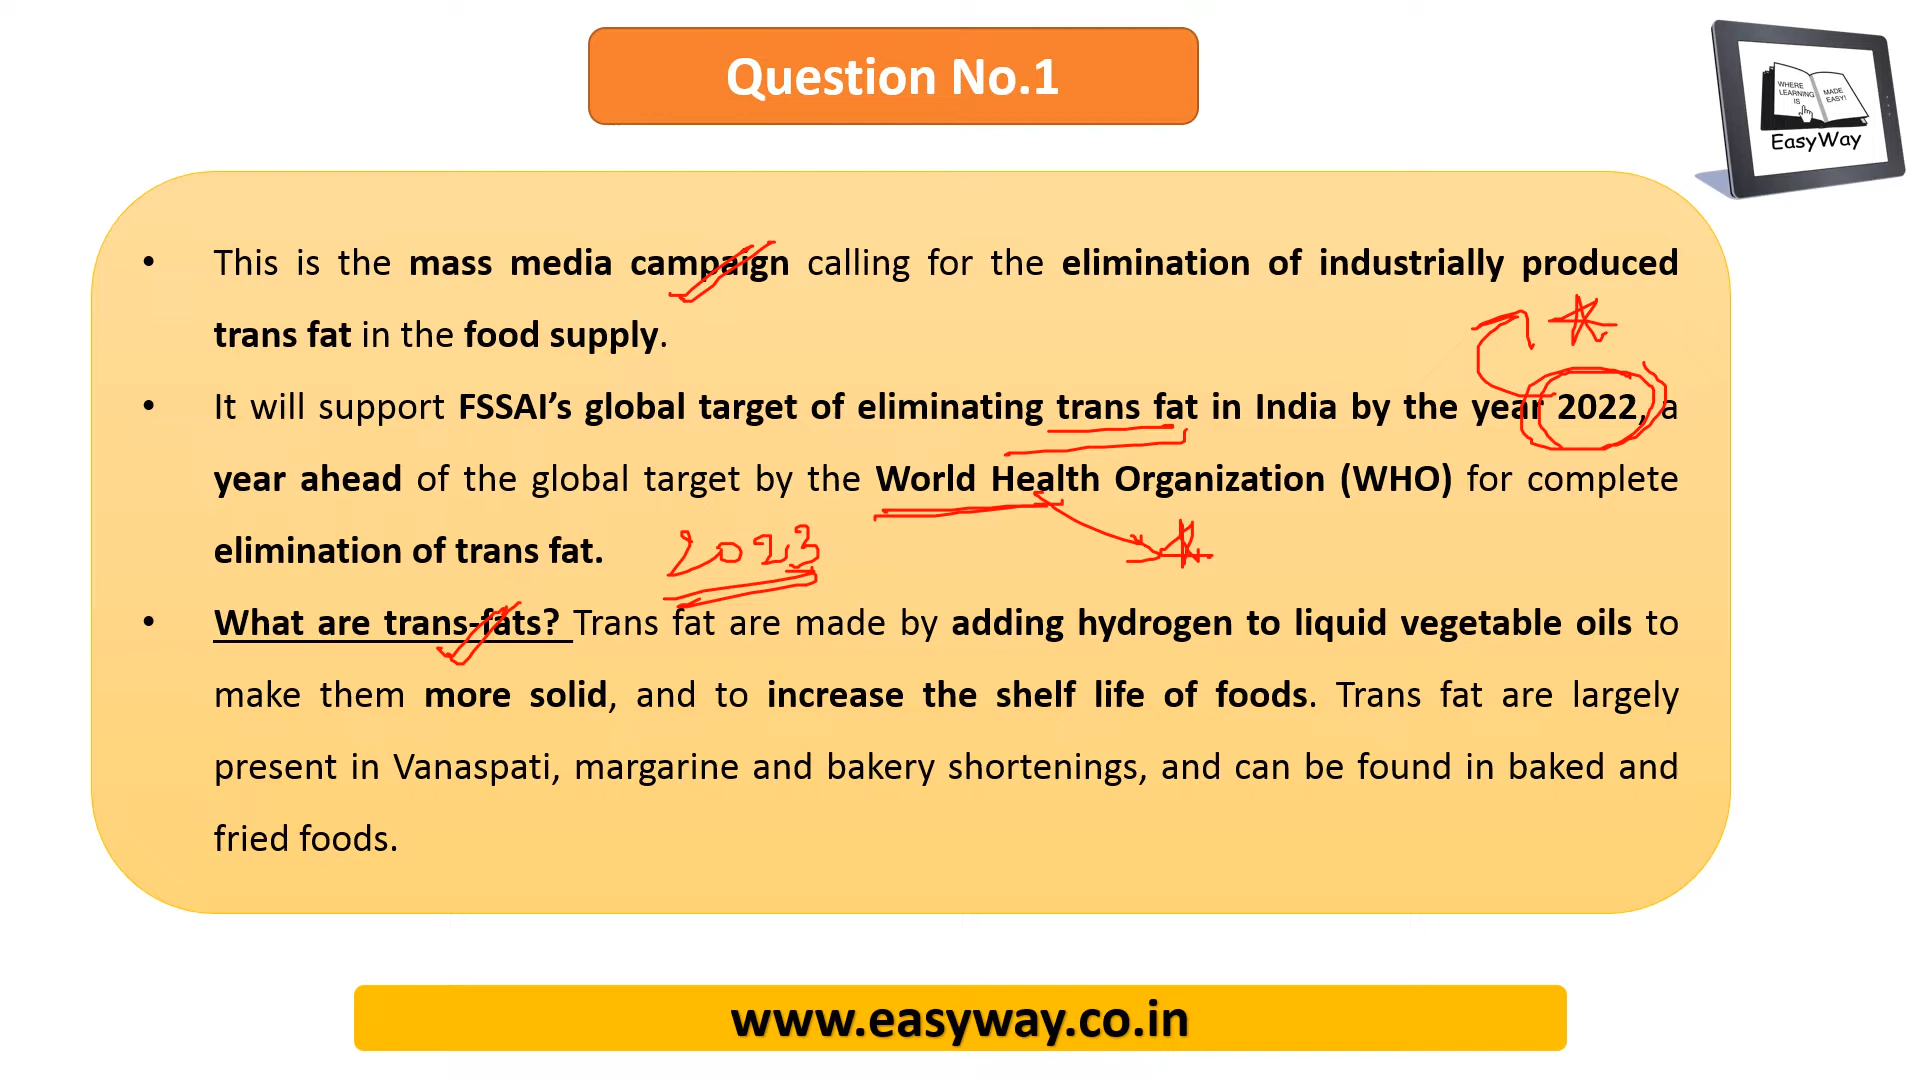 Question No.1
WHERE LEARNING IS MADE EASY!
EasyWay
• This is the mass media campaign calling for the elimination of industrially produced
trans fat in the food supply.
• It will support FSSAI’s global target of eliminating trans fat in India by the year 2022, a
year ahead of the global target by the World Health Organization (WHO) for complete
elimination of trans fat.
2023
• What are trans-fats? Trans fat are made by adding hydrogen to liquid vegetable oils to
make them more solid, and to increase the shelf life of foods. Trans fat are largely
present in Vanaspati, margarine and bakery shortenings, and can be found in baked and
fried foods.
www.easyway.co.in